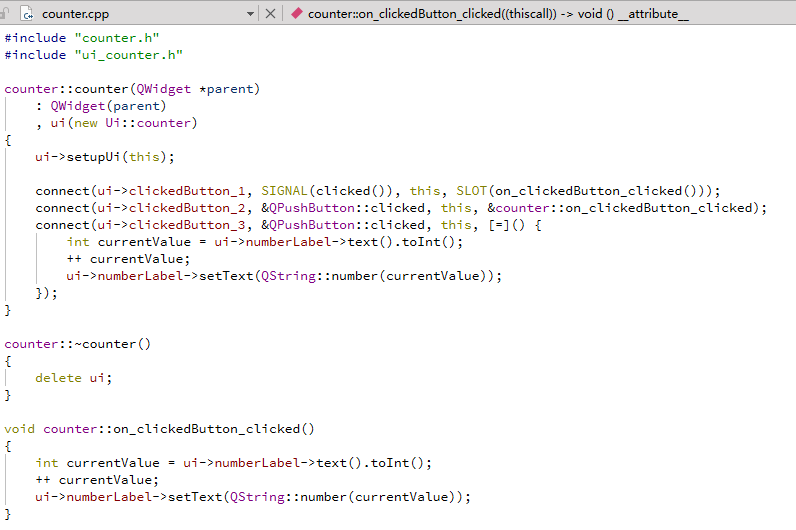 counter.cpp counter::on_clickedButton_clicked((thiscall)) -> void () __attribute__
#include "counter.h"
#include "ui_counter.h"
counter::counter(QWidget *parent)
    : QWidget(parent)
    , ui(new Ui::counter)
{
    ui->setupUi(this);
    connect(ui->clickedButton_1, SIGNAL(clicked()), this, SLOT(on_clickedButton_clicked()));
    connect(ui->clickedButton_2, &QPushButton::clicked, this, &counter::on_clickedButton_clicked);
    connect(ui->clickedButton_3, &QPushButton::clicked, this, [=]() {
        int currentValue = ui->numberLabel->text().toInt();
        ++ currentValue;
        ui->numberLabel->setText(QString::number(currentValue));
    });
}
counter::~counter()
{
    delete ui;
}
void counter::on_clickedButton_clicked()
{
    int currentValue = ui->numberLabel->text().toInt();
    ++ currentValue;
    ui->numberLabel->setText(QString::number(currentValue));
}